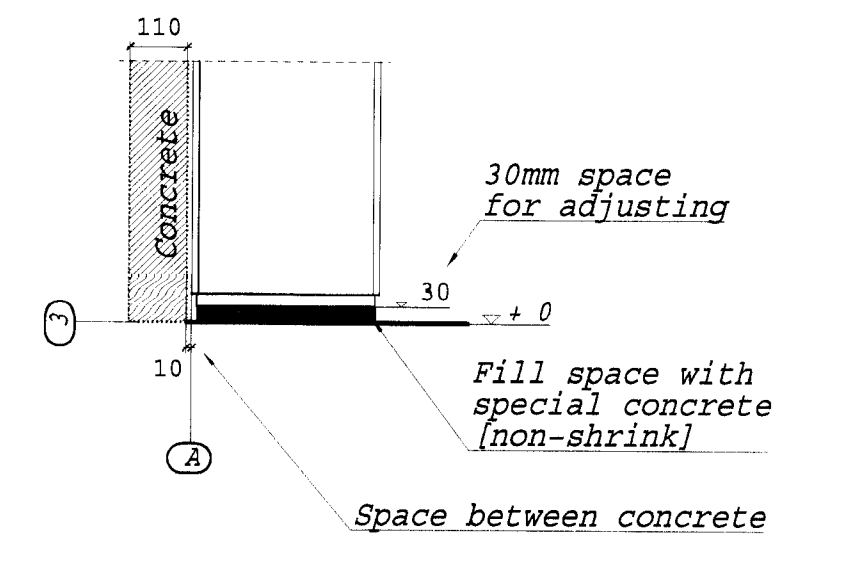 110
Concrete
30mm space
for adjusting
30
+ 0
3
10
Fill space with
special concrete
[non-shrink]
A
Space between concrete